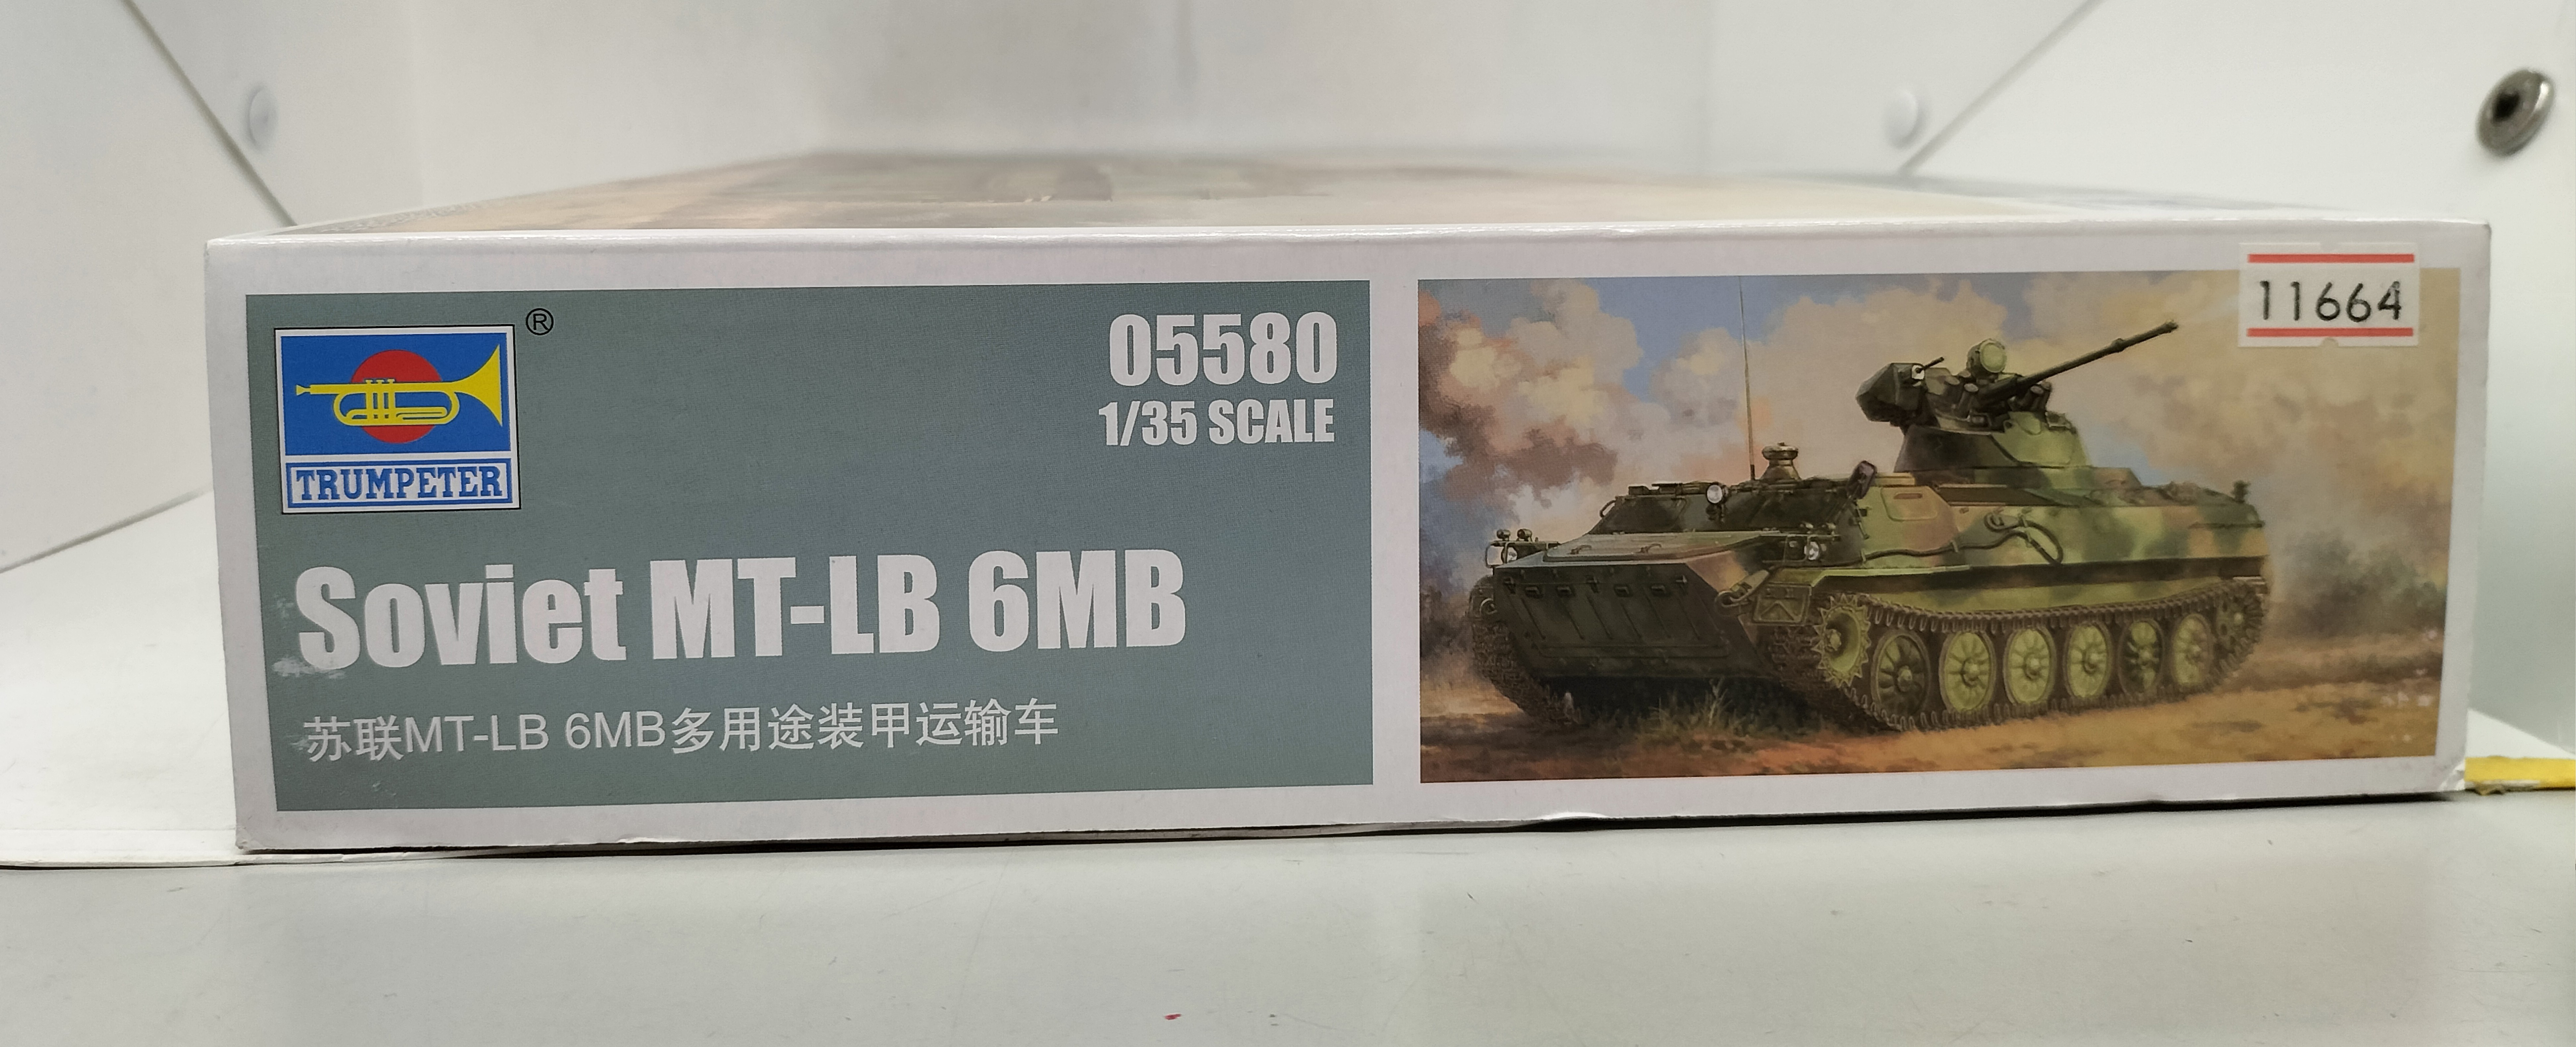 ®
TRUMPETER
05580
1/35 SCALE
Soviet MT-LB 6MB
苏联MT-LB 6MB多用途装甲运输车
11664